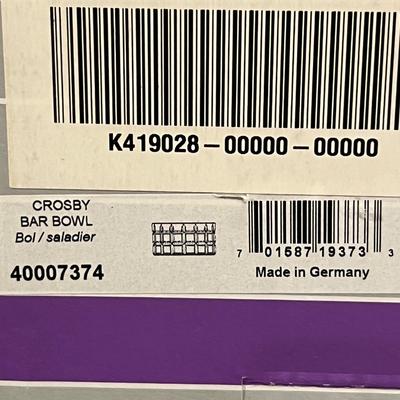 K419028-00000-00000
CROSBY
BAR BOWL
Bol / saladier
40007374
7 01587 19373 3
Made in Germany